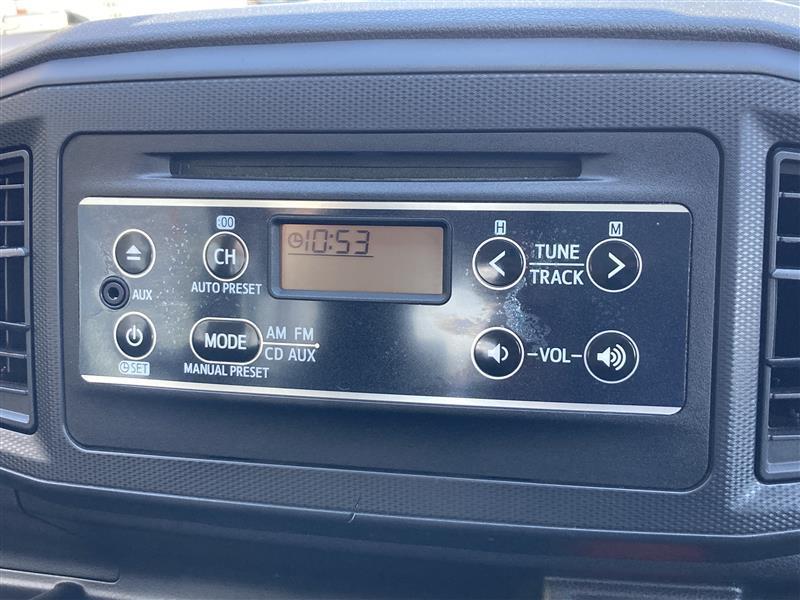 :00
H
M
CH
AUTO PRESET
10:53
< TUNE >
TRACK
AUX
MODE
AM FM
CD AUX
MANUAL PRESET
-VOL-
SET